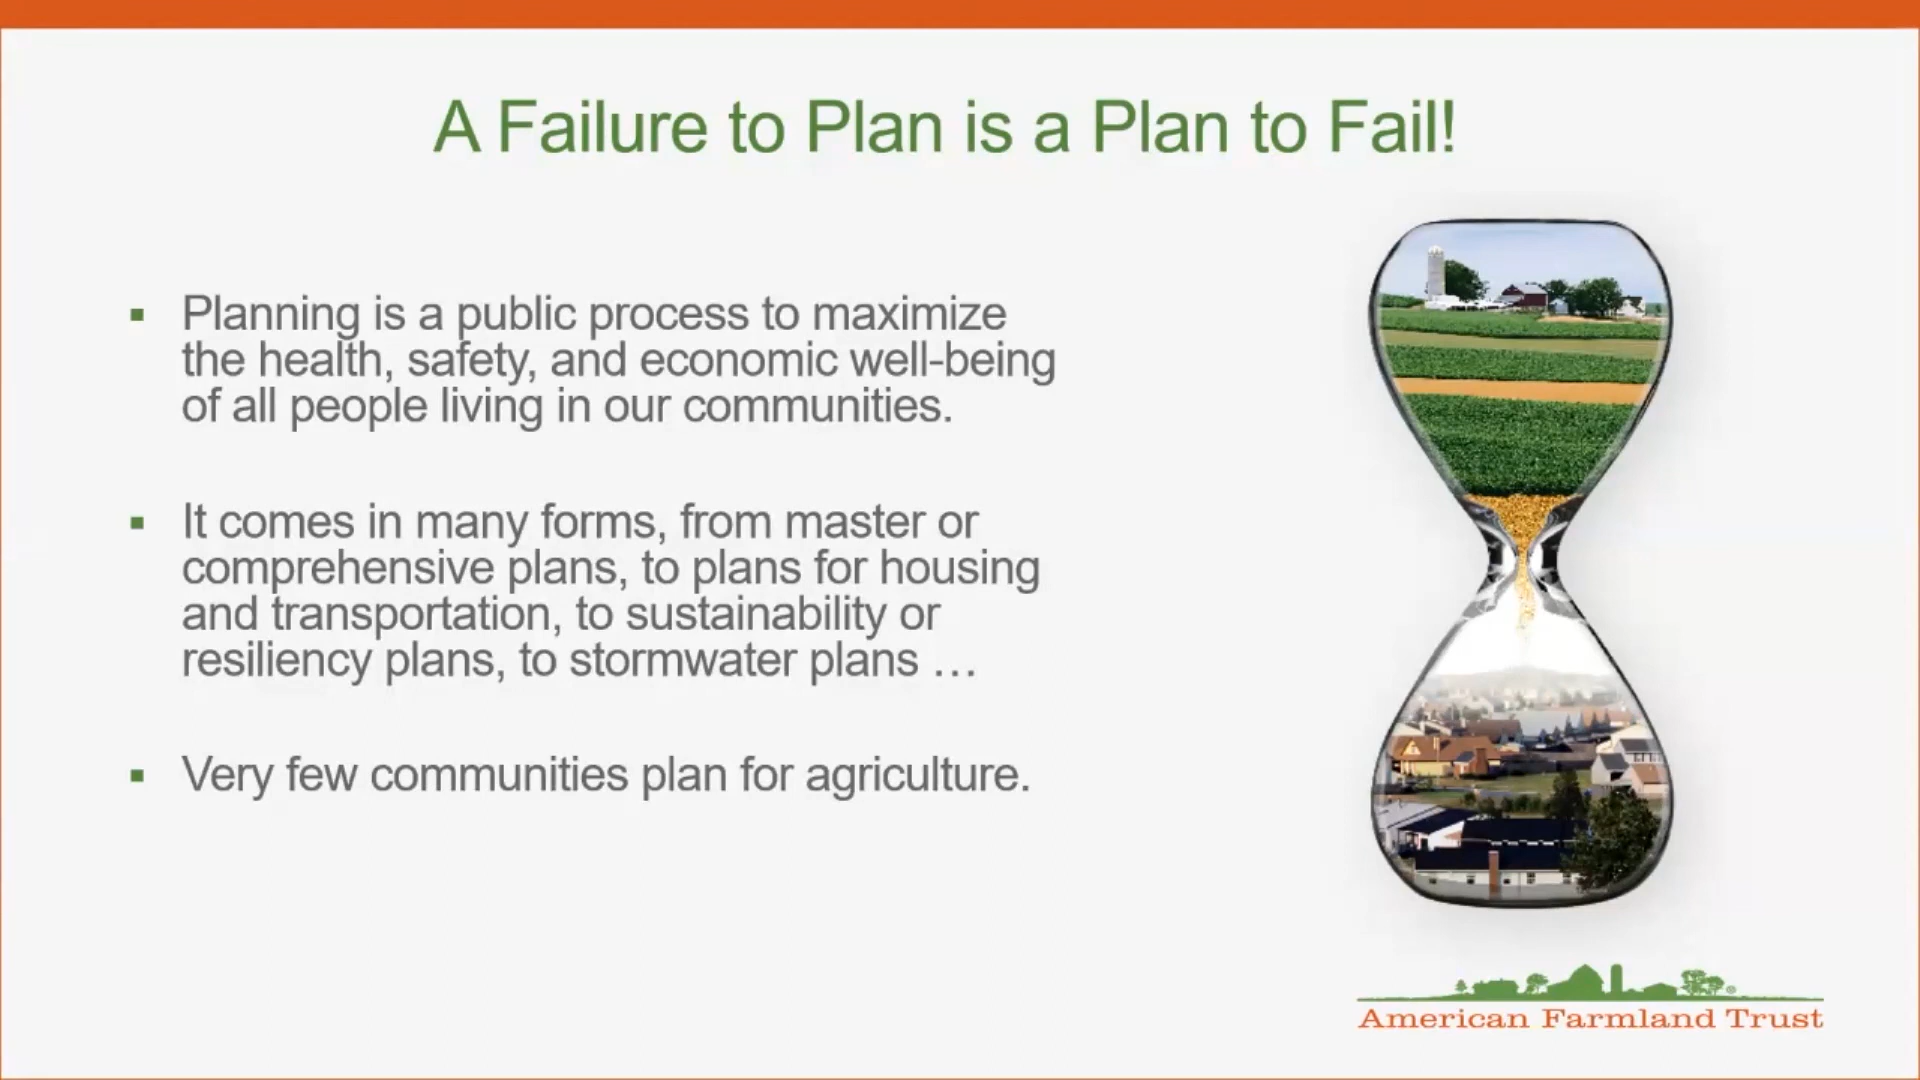 A Failure to Plan is a Plan to Fail!
▪ Planning is a public process to maximize
the health, safety, and economic well-being
of all people living in our communities.
▪ It comes in many forms, from master or
comprehensive plans, to plans for housing
and transportation, to sustainability or
resiliency plans, to stormwater plans …
▪ Very few communities plan for agriculture.
American Farmland Trust